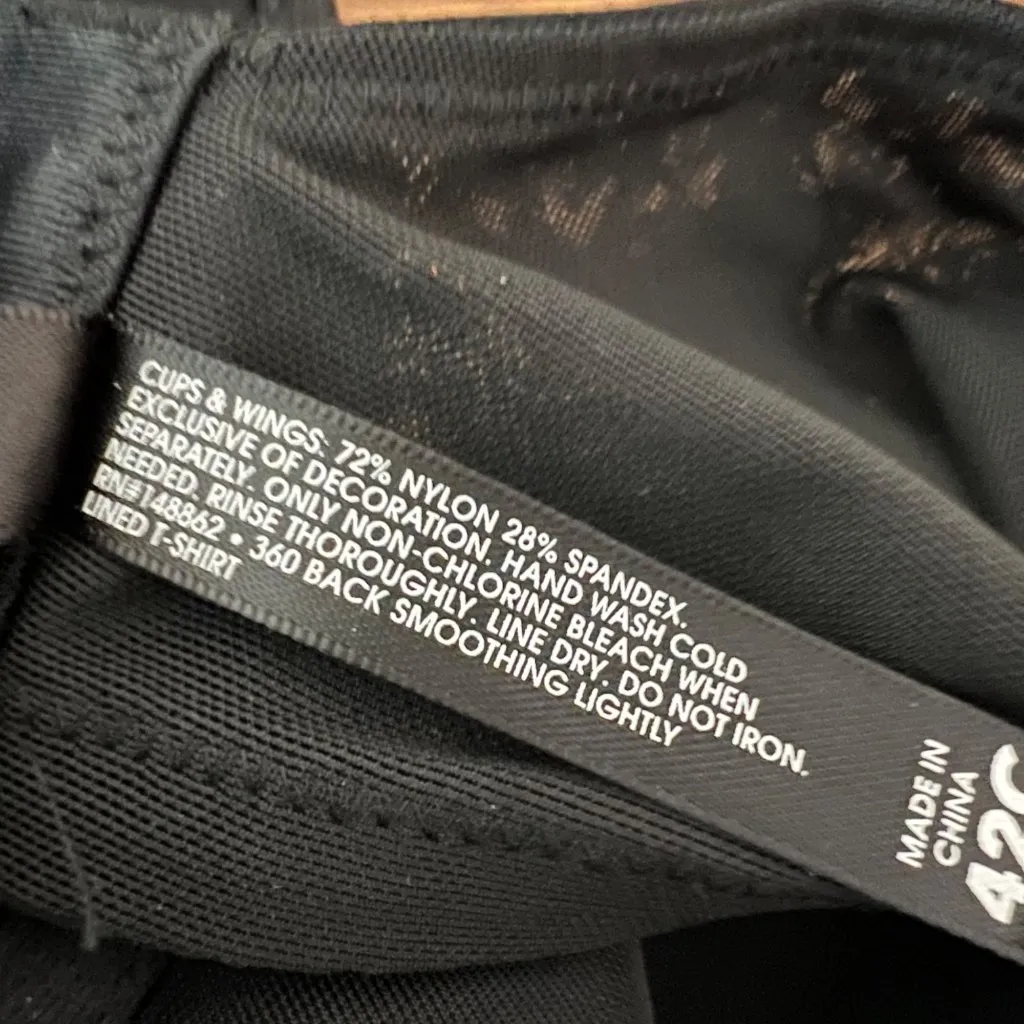 CUPS & WINGS: 72% NYLON 28% SPANDEX.
EXCLUSIVE OF DECORATION. HAND WASH COLD
SEPARATELY. ONLY NON-CHLORINE BLEACH WHEN
NEEDED. RINSE THOROUGHLY. LINE DRY. DO NOT IRON.
RN#148862 • 360 BACK SMOOTHING LIGHTLY
LINED T-SHIRT
MADE IN
CHINA
42C